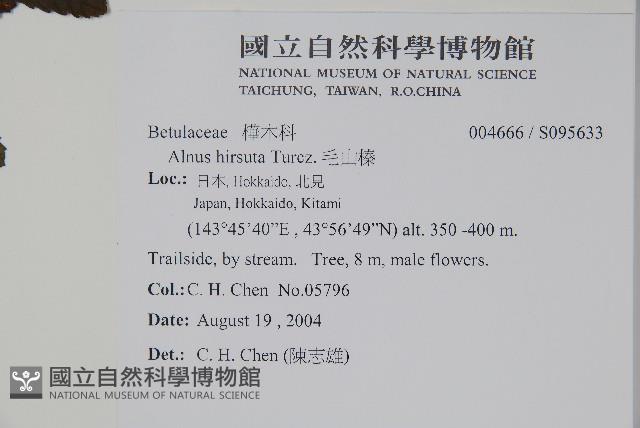 國立自然科學博物館
NATIONAL MUSEUM OF NATURAL SCIENCE
TAICHUNG, TAIWAN, R.O.CHINA
Betulaceae 樺木科 004666 / S095633
Alnus hirsuta Turcz. 毛山榛
Loc.: 日本, Hokkaido, 北見
Japan, Hokkaido, Kitami
(143°45'40"E , 43°56'49"N) alt. 350 -400 m.
Trailside, by stream. Tree, 8 m, male flowers.
Col.: C. H. Chen No.05796
Date: August 19 , 2004
Det.: C. H. Chen (陳志雄)
國立自然科學博物館
NATIONAL MUSEUM OF NATURAL SCIENCE